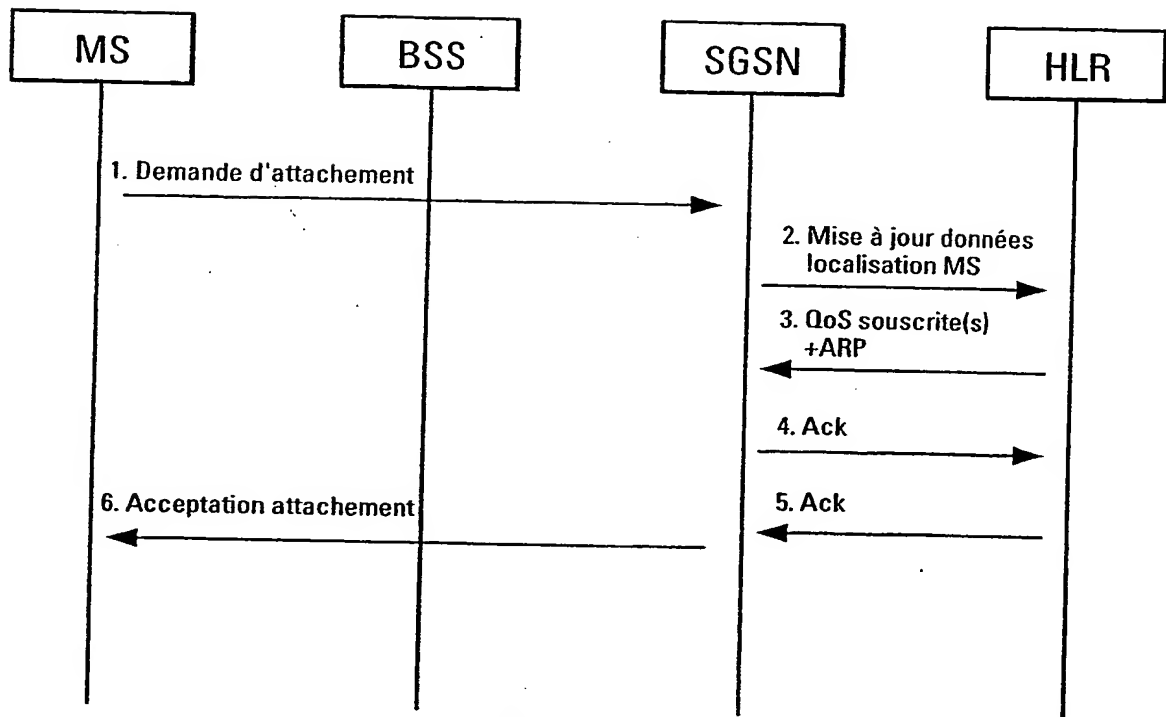 MS
BSS
SGSN
HLR
1. Demande d'attachement
2. Mise à jour données
localisation MS
3. QoS souscrite(s)
+ARP
4. Ack
6. Acceptation attachement
5. Ack